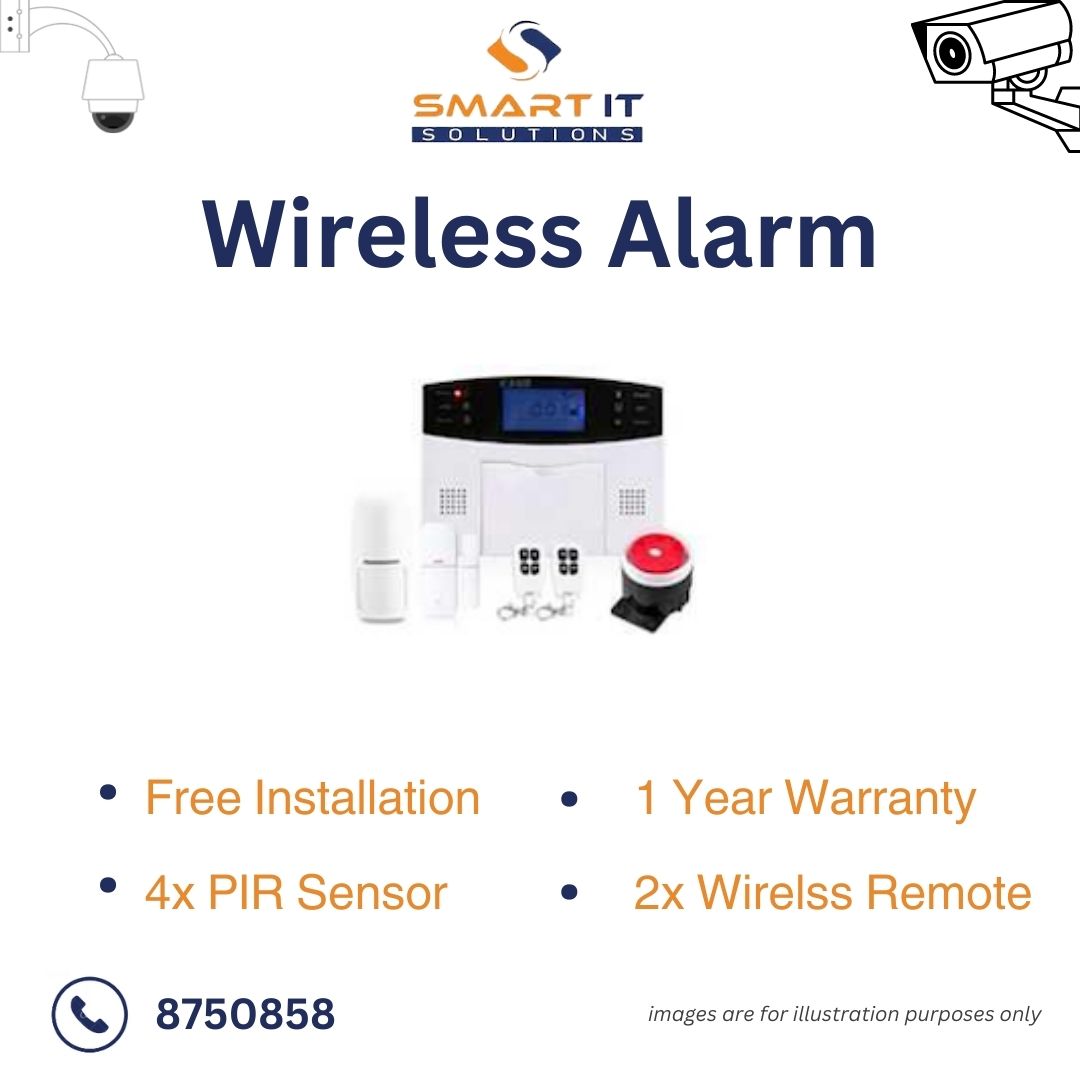 SMART IT
SOLUTIONS
Wireless Alarm
• Free Installation
• 1 Year Warranty
• 4x PIR Sensor
• 2x Wirelss Remote
8750858
images are for illustration purposes only